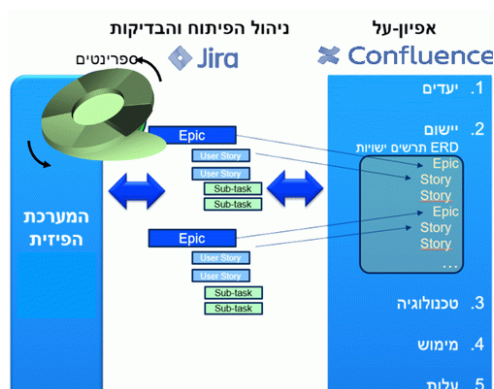 אפיון-על
Confluence
1. יעדים
2. יישום
תרשים ישויות ERD
Epic
Story
Story
Epic
Story
Story
...
3. טכנולוגיה
4. מימוש
5. עלות
ניהול הפיתוח והבדיקות
Jira
ספרינטים
Epic
User Story
User Story
Sub-task
Sub-task
Epic
User Story
User Story
Sub-task
Sub-task
המערכת
הפיזית